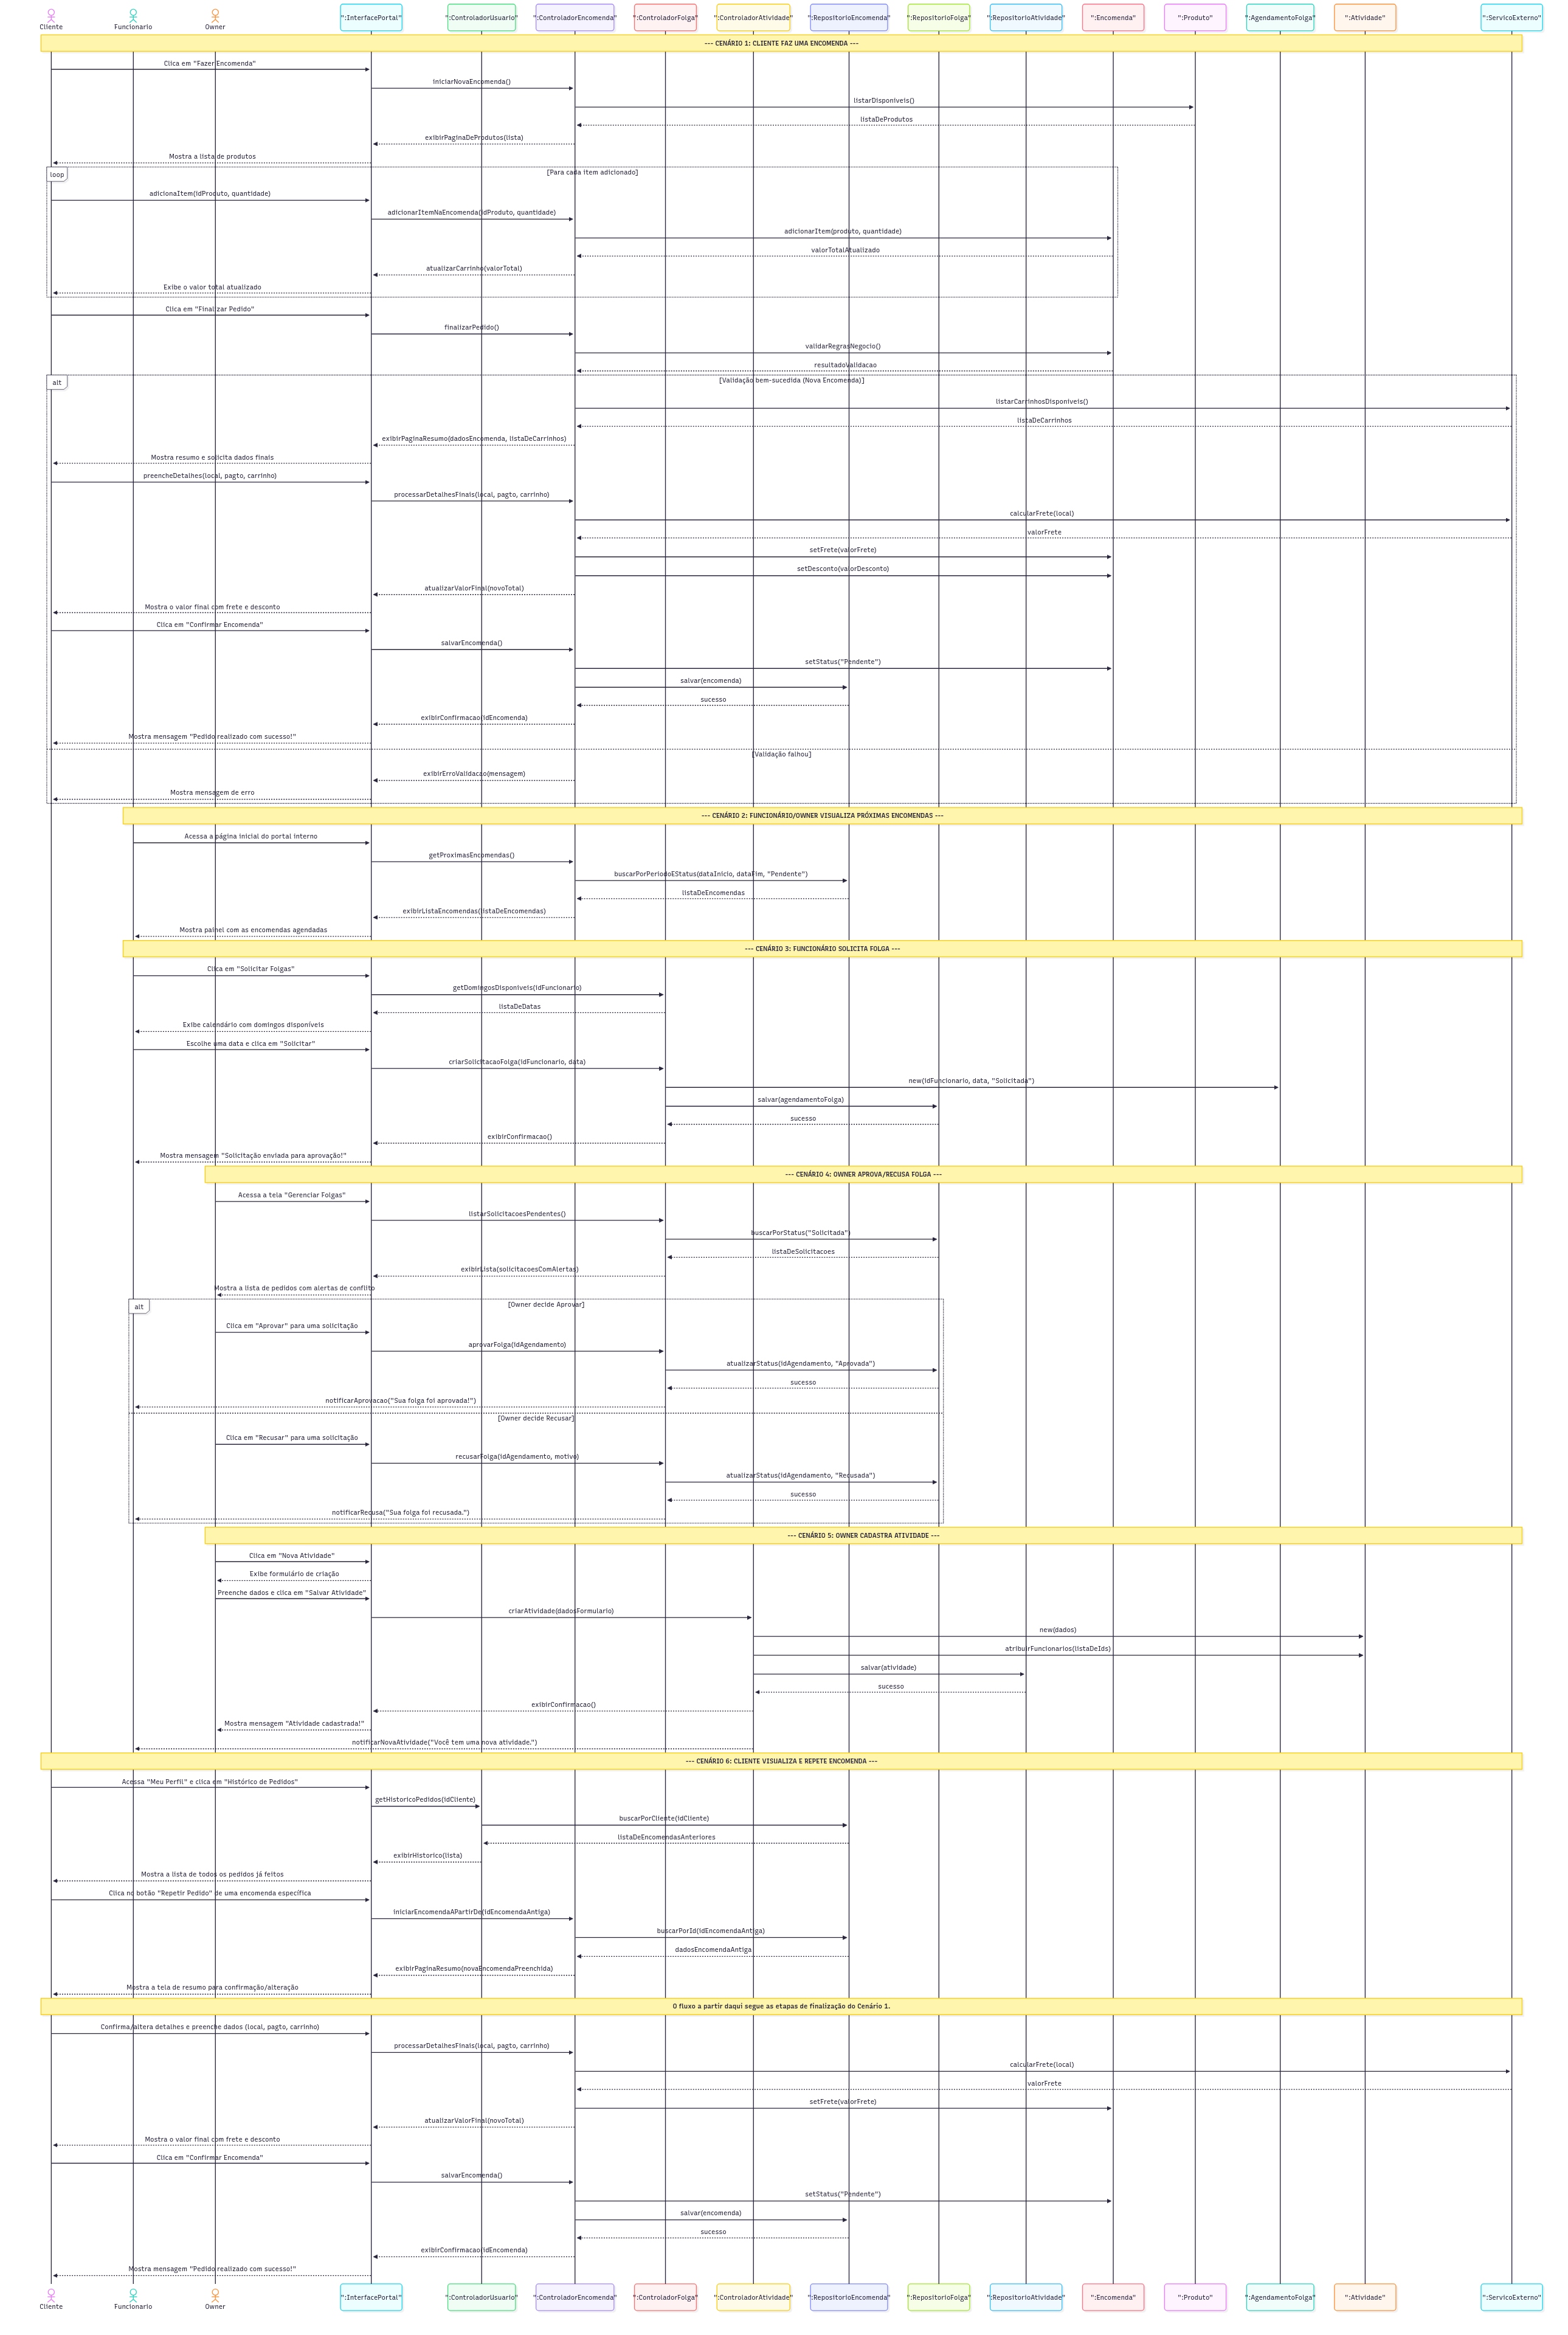 Cliente
Funcionario
Owner
":InterfacePortal"
":ControladorUsuario"
":ControladorEncomenda"
":ControladorFolga"
":ControladorAtividade"
":RepositorioEncomenda"
":RepositorioFolga"
":RepositorioAtividade"
":Encomenda"
":Produto"
":AgendamentoFolga"
":Atividade"
":ServicoExterno"
--- CENÁRIO 1: CLIENTE FAZ UMA ENCOMENDA ---
Clica em "Fazer Encomenda"
iniciarNovaEncomenda()
listarDisponiveis()
listaDeProdutos
exibirPaginaDeProdutos(lista)
Mostra a lista de produtos
loop
[Para cada item adicionado]
adicionaItem(idProduto, quantidade)
adicionarItemNaEncomenda(idProduto, quantidade)
adicionarItem(produto, quantidade)
valorTotalAtualizado
atualizarCarrinho(valorTotal)
Exibe o valor total atualizado
Clica em "Finalizar Pedido"
finalizarPedido()
validarRegrasNegocio()
resultadoValidacao
alt
[Validação bem-sucedida (Nova Encomenda)]
listarCarrinhosDisponiveis()
listaDeCarrinhos
exibirPaginaResumo(dadosEncomenda, listaDeCarrinhos)
Mostra resumo e solicita dados finais
preencheDetalhes(local, pagto, carrinho)
processarDetalhesFinais(local, pagto, carrinho)
calcularFrete(local)
valorFrete
setFrete(valorFrete)
setDesconto(valorDesconto)
atualizarValorFinal(novoTotal)
Mostra o valor final com frete e desconto
Clica em "Confirmar Encomenda"
salvarEncomenda()
setStatus("Pendente")
salvar(encomenda)
sucesso
exibirConfirmacao(idEncomenda)
Mostra mensagem "Pedido realizado com sucesso!"
[Validação falhou]
exibirErroValidacao(mensagem)
Mostra mensagem de erro
--- CENÁRIO 2: FUNCIONÁRIO/OWNER VISUALIZA PRÓXIMAS ENCOMENDAS ---
Acessa a página inicial do portal interno
getProximasEncomendas()
buscarPorPeriodoEStatus(dataInicio, dataFim, "Pendente")
listaDeEncomendas
exibirListaEncomendas(listaDeEncomendas)
Mostra painel com as encomendas agendadas
--- CENÁRIO 3: FUNCIONÁRIO SOLICITA FOLGA ---
Clica em "Solicitar Folgas"
getDomingosDisponiveis(idFuncionario)
listaDeDatas
Exibe calendário com domingos disponíveis
Escolhe uma data e clica em "Solicitar"
criarSolicitacaoFolga(idFuncionario, data)
new(idFuncionario, data, "Solicitada")
salvar(agendamentoFolga)
sucesso
exibirConfirmacao()
Mostra mensagem "Solicitação enviada para aprovação!"
--- CENÁRIO 4: OWNER APROVA/RECUSA FOLGA ---
Acessa a tela "Gerenciar Folgas"
listarSolicitacoesPendentes()
buscarPorStatus("Solicitada")
listaDeSolicitacoes
exibirLista(solicitacoesComAlertas)
Mostra a lista de pedidos com alertas de conflito
alt
[Owner decide Aprovar]
Clica em "Aprovar" para uma solicitação
aprovarFolga(idAgendamento)
atualizarStatus(idAgendamento, "Aprovada")
sucesso
notificarAprovacao("Sua folga foi aprovada!")
[Owner decide Recusar]
Clica em "Recusar" para uma solicitação
recusarFolga(idAgendamento, motivo)
atualizarStatus(idAgendamento, "Recusada")
sucesso
notificarRecusa("Sua folga foi recusada.")
--- CENÁRIO 5: OWNER CADASTRA ATIVIDADE ---
Clica em "Nova Atividade"
Exibe formulário de criação
Preenche dados e clica em "Salvar Atividade"
criarAtividade(dadosFormulario)
new(dados)
atribuirFuncionarios(listaDeIds)
salvar(atividade)
sucesso
exibirConfirmacao()
Mostra mensagem "Atividade cadastrada!"
notificarNovaAtividade("Você tem uma nova atividade.")
--- CENÁRIO 6: CLIENTE VISUALIZA E REPETE ENCOMENDA ---
Acessa "Meu Perfil" e clica em "Histórico de Pedidos"
getHistoricoPedidos(idCliente)
buscarPorCliente(idCliente)
listaDeEncomendasAnteriores
exibirHistorico(lista)
Mostra a lista de todos os pedidos já feitos
Clica no botão "Repetir Pedido" de uma encomenda específica
iniciarEncomendaAPartirDe(idEncomendaAntiga)
buscarPorId(idEncomendaAntiga)
dadosEncomendaAntiga
exibirPaginaResumo(novaEncomendaPreenchida)
Mostra a tela de resumo para confirmação/alteração
O fluxo a partir daqui segue as etapas de finalização do Cenário 1.
Confirma/altera detalhes e preenche dados (local, pagto, carrinho)
processarDetalhesFinais(local, pagto, carrinho)
calcularFrete(local)
valorFrete
setFrete(valorFrete)
atualizarValorFinal(novoTotal)
Mostra o valor final com frete e desconto
Clica em "Confirmar Encomenda"
salvarEncomenda()
setStatus("Pendente")
salvar(encomenda)
sucesso
exibirConfirmacao(idEncomenda)
Mostra mensagem "Pedido realizado com sucesso!"
Cliente
Funcionario
Owner
":InterfacePortal"
":ControladorUsuario"
":ControladorEncomenda"
":ControladorFolga"
":ControladorAtividade"
":RepositorioEncomenda"
":RepositorioFolga"
":RepositorioAtividade"
":Encomenda"
":Produto"
":AgendamentoFolga"
":Atividade"
":ServicoExterno"